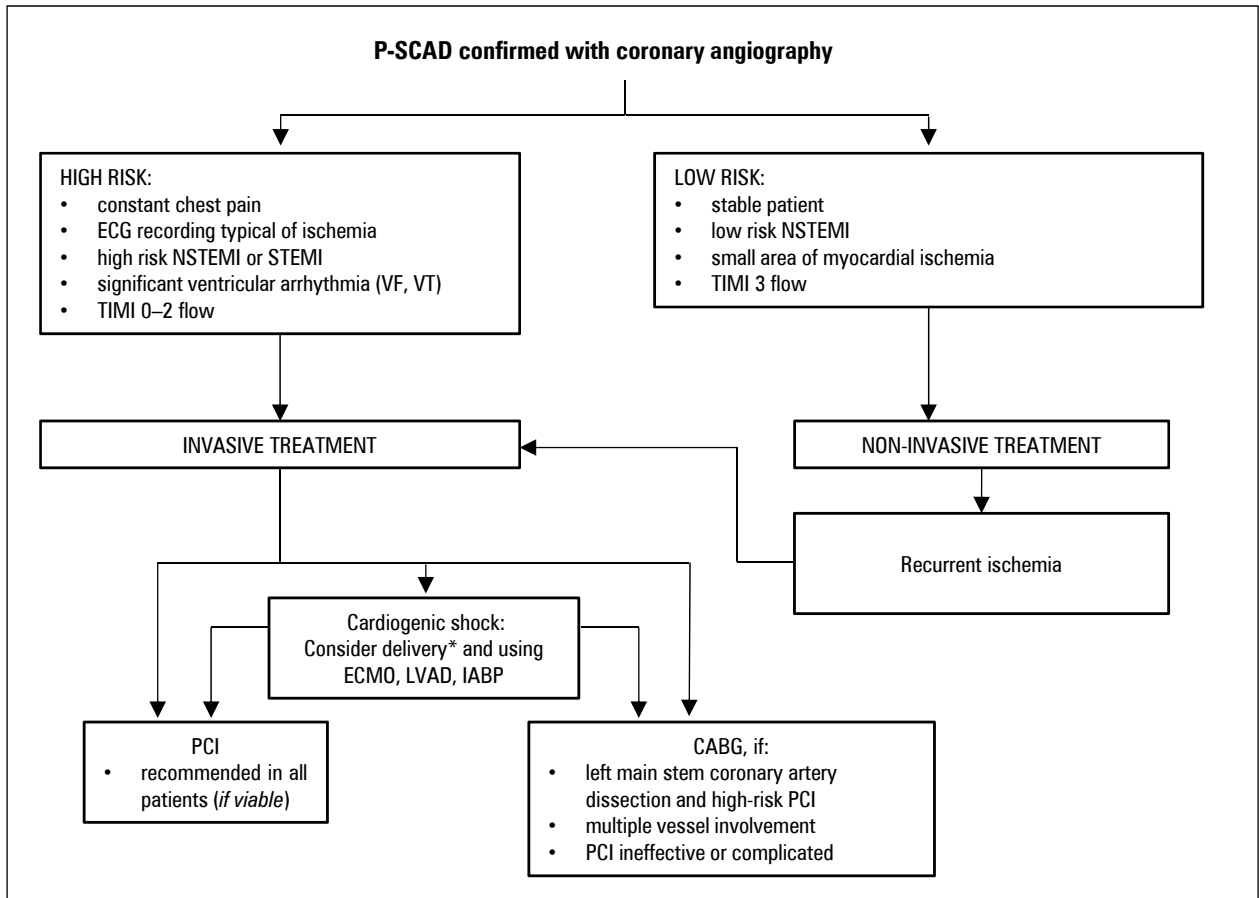 P-SCAD confirmed with coronary angiography
HIGH RISK:
• constant chest pain
• ECG recording typical of ischemia
• high risk NSTEMI or STEMI
• significant ventricular arrhythmia (VF, VT)
• TIMI 0–2 flow
LOW RISK:
• stable patient
• low risk NSTEMI
• small area of myocardial ischemia
• TIMI 3 flow
INVASIVE TREATMENT
NON-INVASIVE TREATMENT
Recurrent ischemia
Cardiogenic shock:
Consider delivery* and using
ECMO, LVAD, IABP
PCI
• recommended in all
patients (if viable)
CABG, if:
• left main stem coronary artery
dissection and high-risk PCI
• multiple vessel involvement
• PCI ineffective or complicated